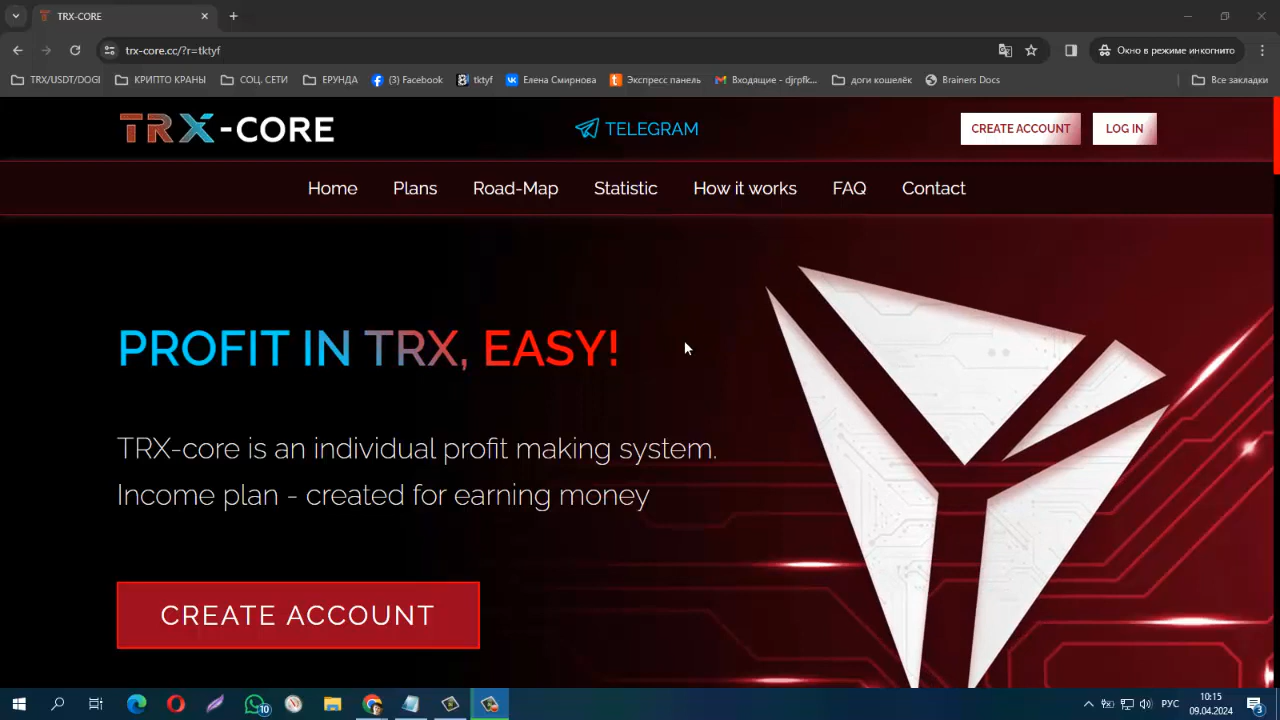 TRX-CORE
trx-core.cc/?r=tktyf
Окно в режиме инкогнито
TRX/USDT/DOGI
КРИПТО КРАНЫ
СОЦ. СЕТИ
ЕРУНДА
(3) Facebook
tktyf
Елена Смирнова
Экспресс панель
Входящие - djrpfk...
доги кошелёк
Brainers Docs
Все закладки
TRX-CORE
TELEGRAM
CREATE ACCOUNT
LOG IN
Home
Plans
Road-Map
Statistic
How it works
FAQ
Contact
PROFIT IN TRX, EASY!
TRX-core is an individual profit making system.
Income plan - created for earning money
CREATE ACCOUNT
10
РУС
10:15
09.04.2024
3